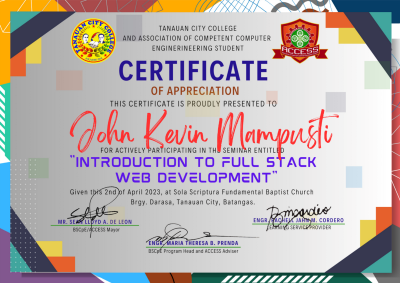 TANAUAN CITY COLLEGE
AND ASSOCIATION OF COMPETENT COMPUTER
ENGINERINEERING STUDENT
TANAUAN CITY COLLEGE
ACCESS
CERTIFICATE
OF APPRECIATION
THIS CERTIFICATE IS PROUDLY PRESENTED TO
John Kevin Mampusti
FOR ACTIVELY PARTICIPATING IN THE SEMINAR ENTITLED
"INTRODUCTION TO FULL STACK
WEB DEVELOPMENT"
Given this 2nd of April 2023, at Sola Scriptura Fundamental Baptist Church
Brgy. Darasa, Tanauan City, Batangas.
MR. SEAN LLOYD A. DE LEON
BSCpE/ACCESS Mayor
ENGR. MARIA THERESA B. PRENDA
BSCpE Program Head and ACCESS Adviser
ENGR. RACHELL JANE M. CORDERO
LEARNING SERVICE PROVIDER